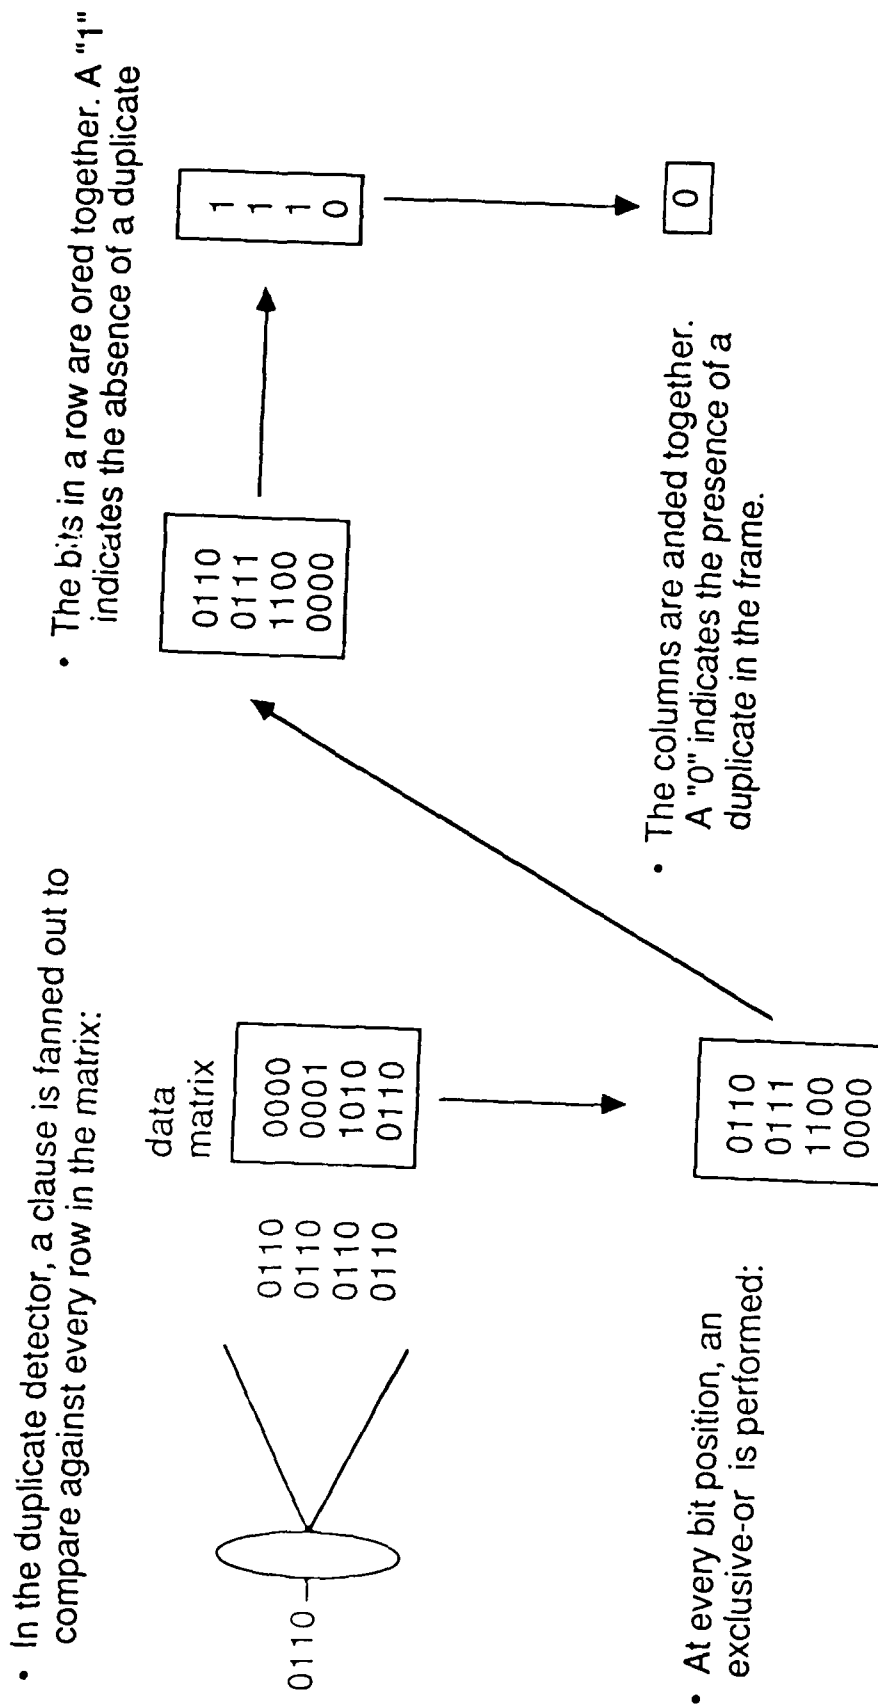 • In the duplicate detector, a clause is fanned out to
compare against every row in the matrix:
data
matrix
0110
0110
0110
0110
0110
0000
0001
1010
0110
• At every bit position, an
exclusive-or is performed:
0110
0111
1100
0000
• The bits in a row are ored together. A "1"
indicates the absence of a duplicate
0110
0111
1100
0000
1
1
1
0
• The columns are anded together.
A "0" indicates the presence of a
duplicate in the frame.
0